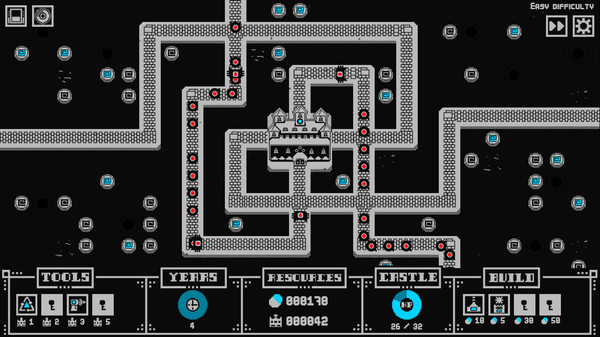 Easy difficulty
TOOLS
YEARS
RESOURCES
CASTLE
BUILD
1 2 3 5
4
000170
000042
26 / 32
10 5 30 50